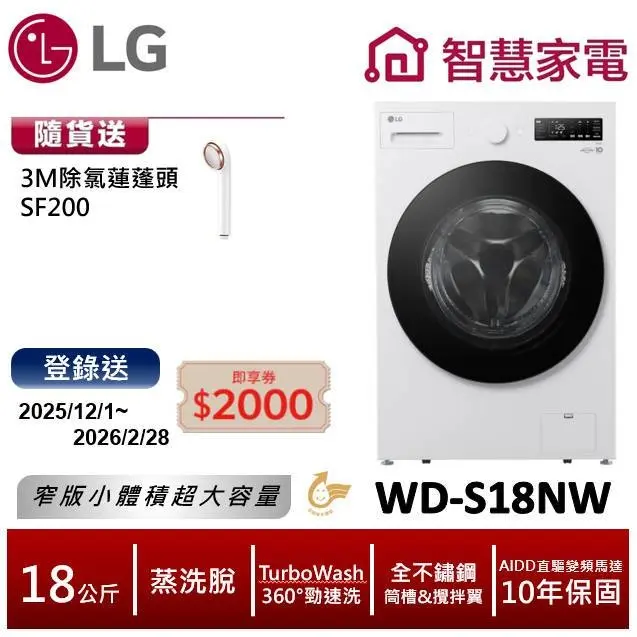 LG
智慧家電
隨貨送
3M除氯蓮蓬頭
SF200
登錄送
2025/12/1~
2026/2/28
即享券
$2000
LG
窄版小體積超大容量
WD-S18NW
18公斤
蒸洗脫
TurboWash
360°勁速洗
全不鏽鋼
筒槽&攪拌翼
AIDD直驅變頻馬達
10年保固